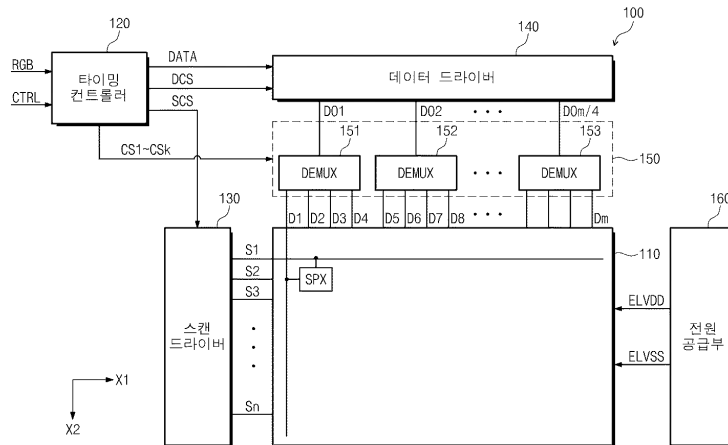 120
100
RGB
CTRL
타이밍
컨트롤러
DATA
DCS
SCS
140
데이터 드라이버
DO1
DO2
DOm/4
CS1~CSk
151
DEMUX
152
DEMUX
153
DEMUX
150
D1
D2
D3
D4
D5
D6
D7
D8
Dm
130
스캔
드라이버
S1
S2
S3
Sn
SPX
110
160
ELVDD
ELVSS
전원
공급부
X1
X2